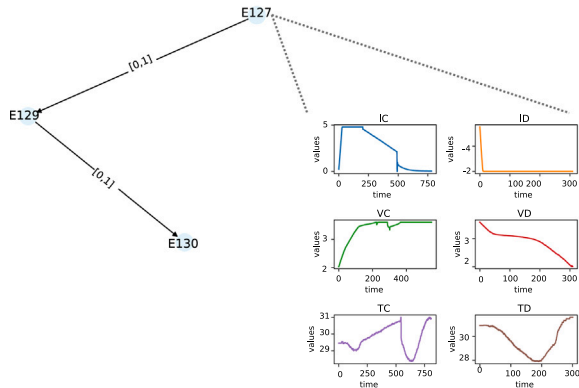 E127
[0,1]
E129
[0,1]
E130
IC
values
5
0
0 250 500 750
time
ID
values
-4
-2
0 100 200 300
time
VC
values
3
2
0 200 400
time
VD
values
3
2
0 100 200 300
time
TC
values
31
30
29
0 250 500 750
time
TD
values
30
28
0 100 200 300
time